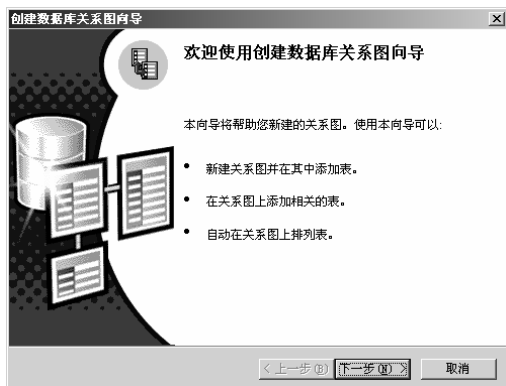 创建数据库关系图向导
欢迎使用创建数据库关系图向导
本向导将帮助您新建的关系图。使用本向导可以:
• 新建关系图并在其中添加表。
• 在关系图上添加相关的表。
• 自动在关系图上排列表。
< 上一步(B) 下一步(N) > 取消